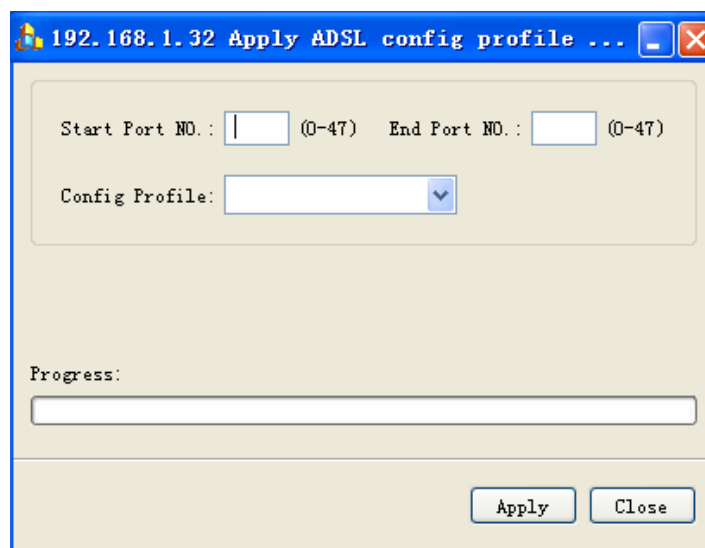 192.168.1.32 Apply ADSL config profile ...
Start Port NO.: (0-47) End Port NO.: (0-47)
Config Profile:
Progress:
Apply Close